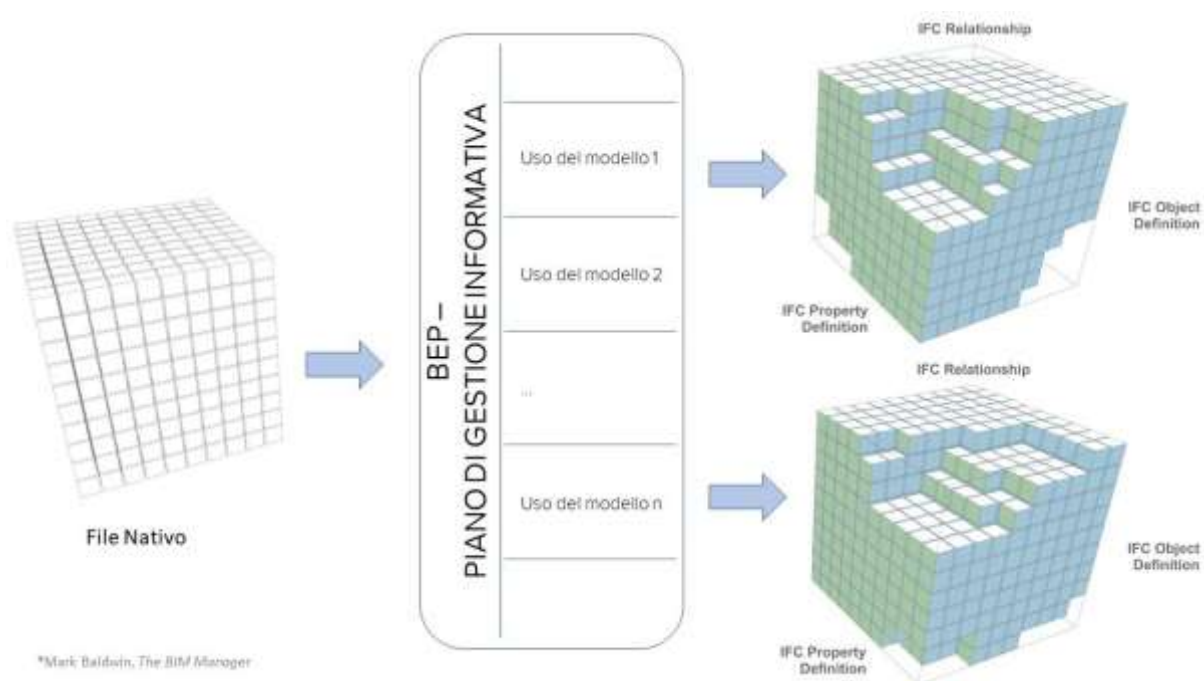 File Nativo
*Mark Baldwin, The BIM Manager
BEP –
PIANO DI GESTIONE INFORMATIVA
Uso del modello 1
Uso del modello 2
...
Uso del modello n
IFC Relationship
IFC Object
Definition
IFC Property
Definition
IFC Relationship
IFC Object
Definition
IFC Property
Definition